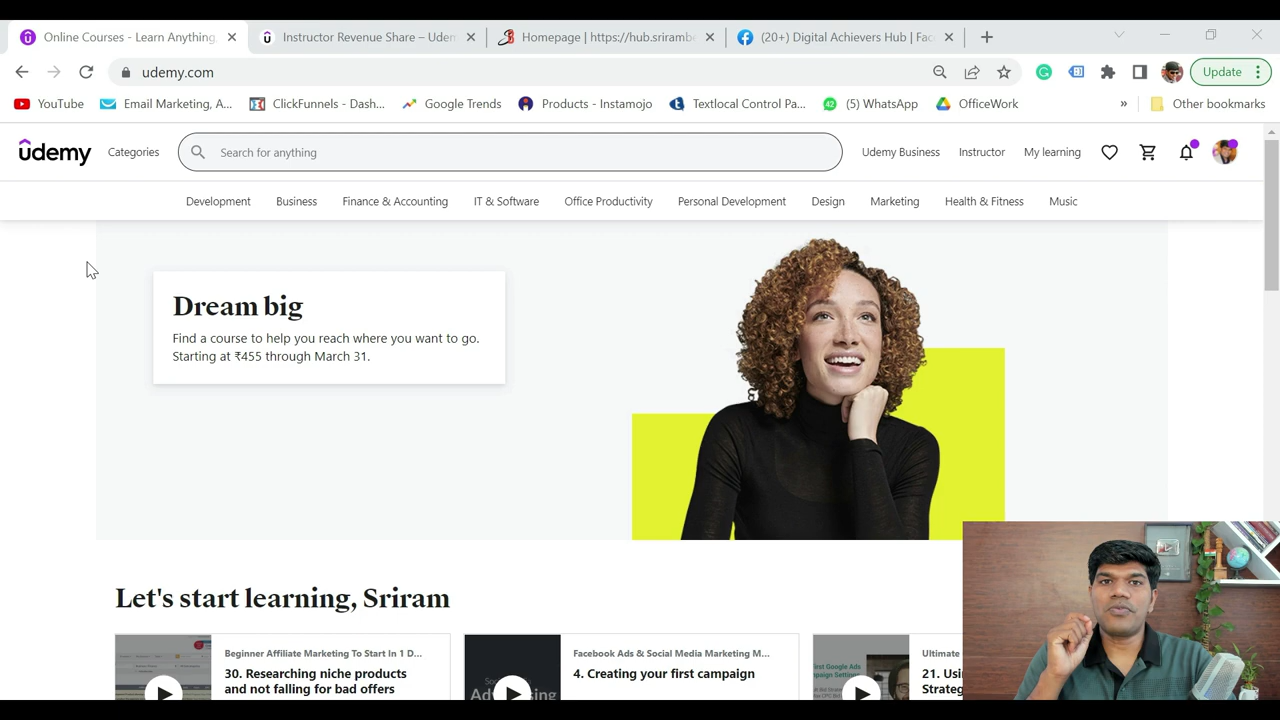 Online Courses - Learn Anything,
Instructor Revenue Share – Udem
Homepage | https://hub.srirambe
(20+) Digital Achievers Hub | Fac
udemy.com
Update
YouTube
Email Marketing, A...
ClickFunnels - Dash...
Google Trends
Products - Instamojo
Textlocal Control Pa...
(5) WhatsApp
OfficeWork
»
Other bookmarks
udemy
Categories
Search for anything
Udemy Business
Instructor
My learning
Development
Business
Finance & Accounting
IT & Software
Office Productivity
Personal Development
Design
Marketing
Health & Fitness
Music
Dream big
Find a course to help you reach where you want to go.
Starting at ₹455 through March 31.
Let's start learning, Sriram
Beginner Affiliate Marketing To Start In 1 D...
30. Researching niche products
and not falling for bad offers
Facebook Ads & Social Media Marketing M...
4. Creating your first campaign
Ultimate
21. Usi
Strateg